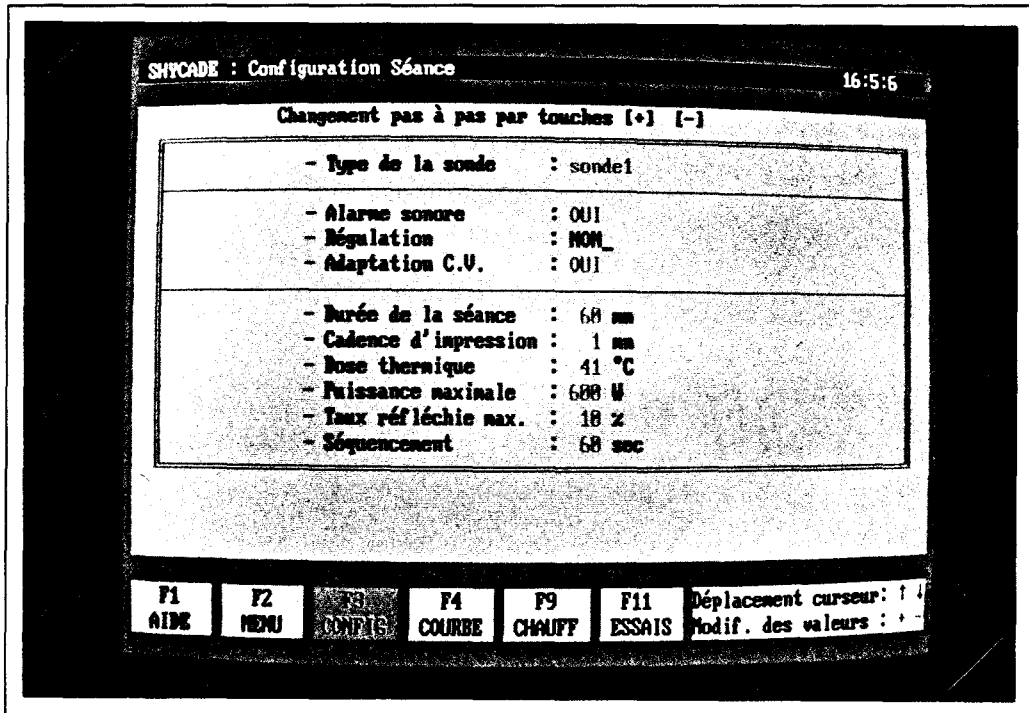 SHYCADE : Configuration Séance 16:5:6
Changement pas à pas par touches [+] [-]
- Type de la sonde : sonde1
- Alarme sonore : OUI
- Régulation : NON_
- Adaptation C.V. : OUI
- Durée de la séance : 60 mn
- Cadence d'impression : 1 mn
- Dose thermique : 41 °C
- Puissance maximale : 600 W
- Taux réfléchie max. : 10 %
- Séquencement : 60 sec
F1 F2 F3 F4 F9 F11 Déplacement curseur: ↑ ↓
AIDE MENU CONFIG COURBE CHAUFF ESSAIS Modif. des valeurs : + -